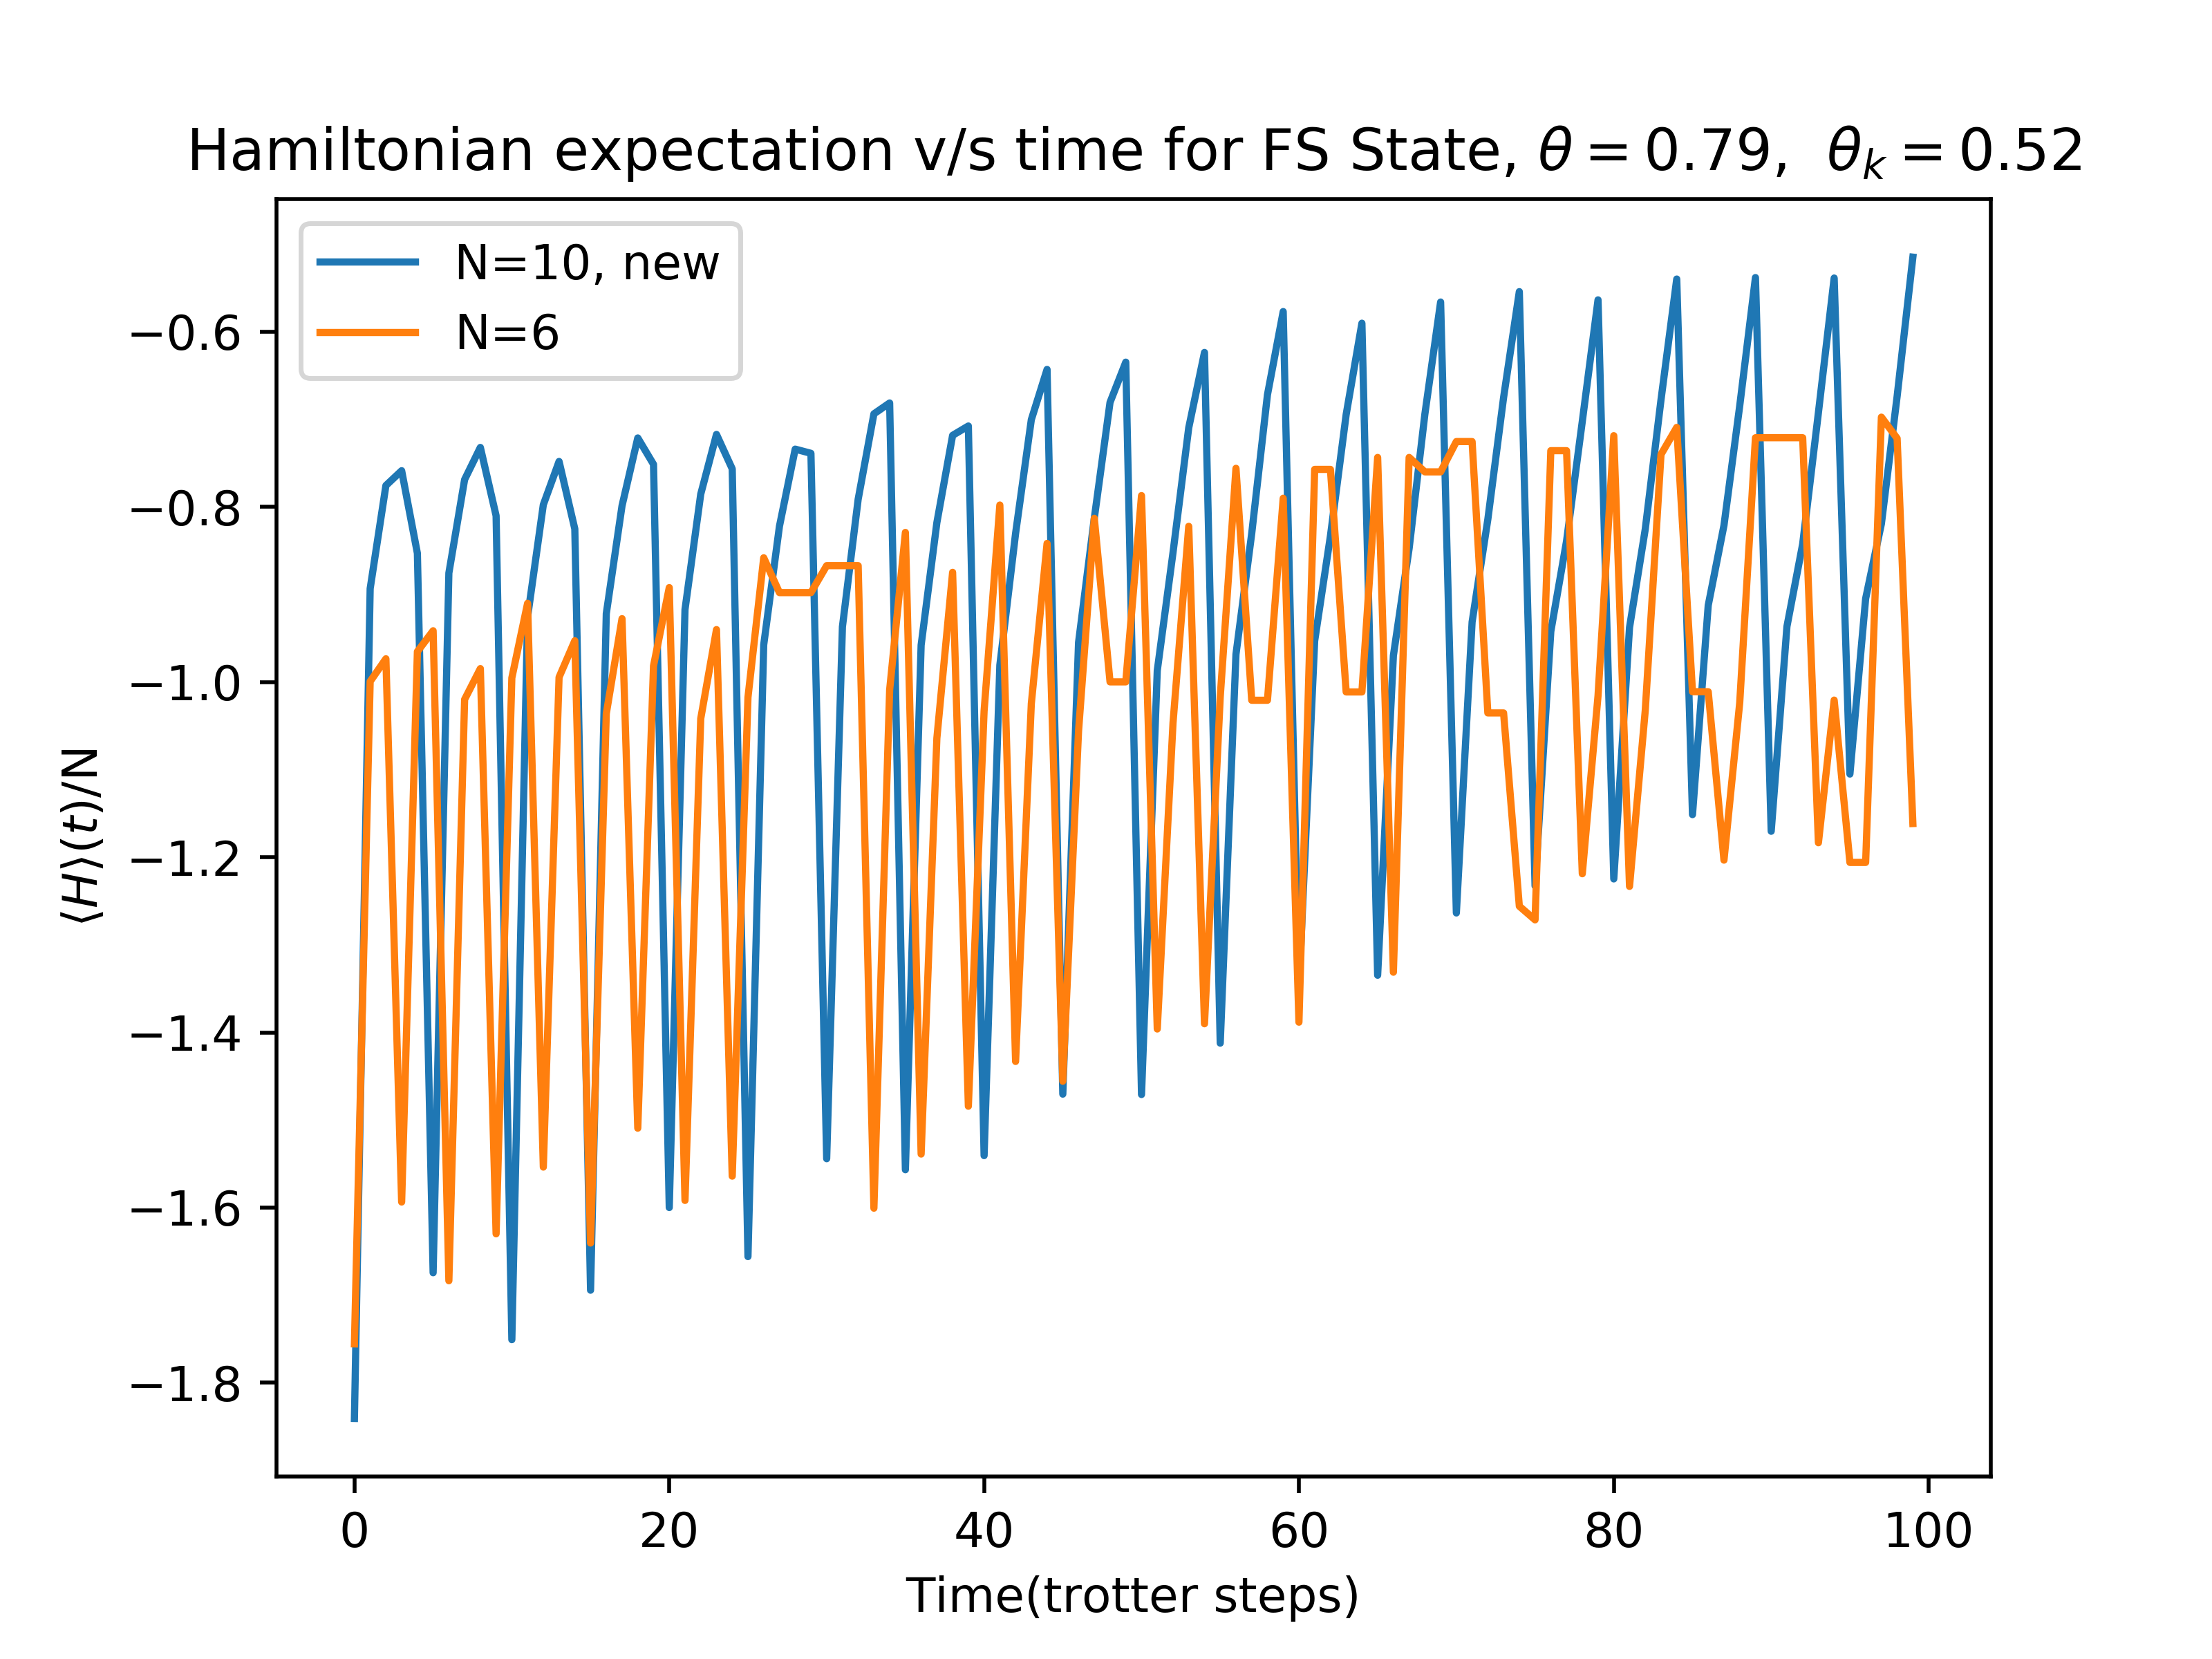 Hamiltonian expectation v/s time for FS State, θ = 0.79,  θₖ = 0.52
N=10, new
N=6
⟨H⟩(t)/N
−0.6
−0.8
−1.0
−1.2
−1.4
−1.6
−1.8
0 20 40 60 80 100
Time(trotter steps)